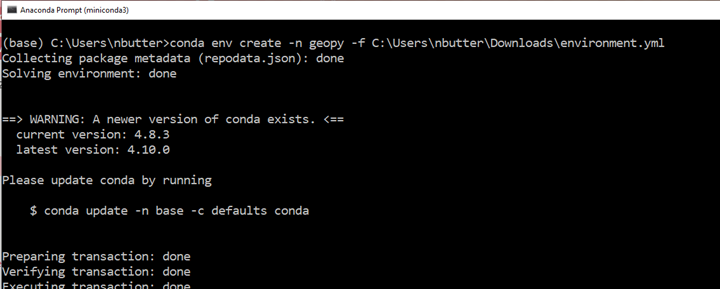 Anaconda Prompt (miniconda3)
(base) C:\Users\nbutter>conda env create -n geopy -f C:\Users\nbutter\Downloads\environment.yml
Collecting package metadata (repodata.json): done
Solving environment: done
==> WARNING: A newer version of conda exists. <==
current version: 4.8.3
latest version: 4.10.0
Please update conda by running
$ conda update -n base -c defaults conda
Preparing transaction: done
Verifying transaction: done
Executing transaction: done